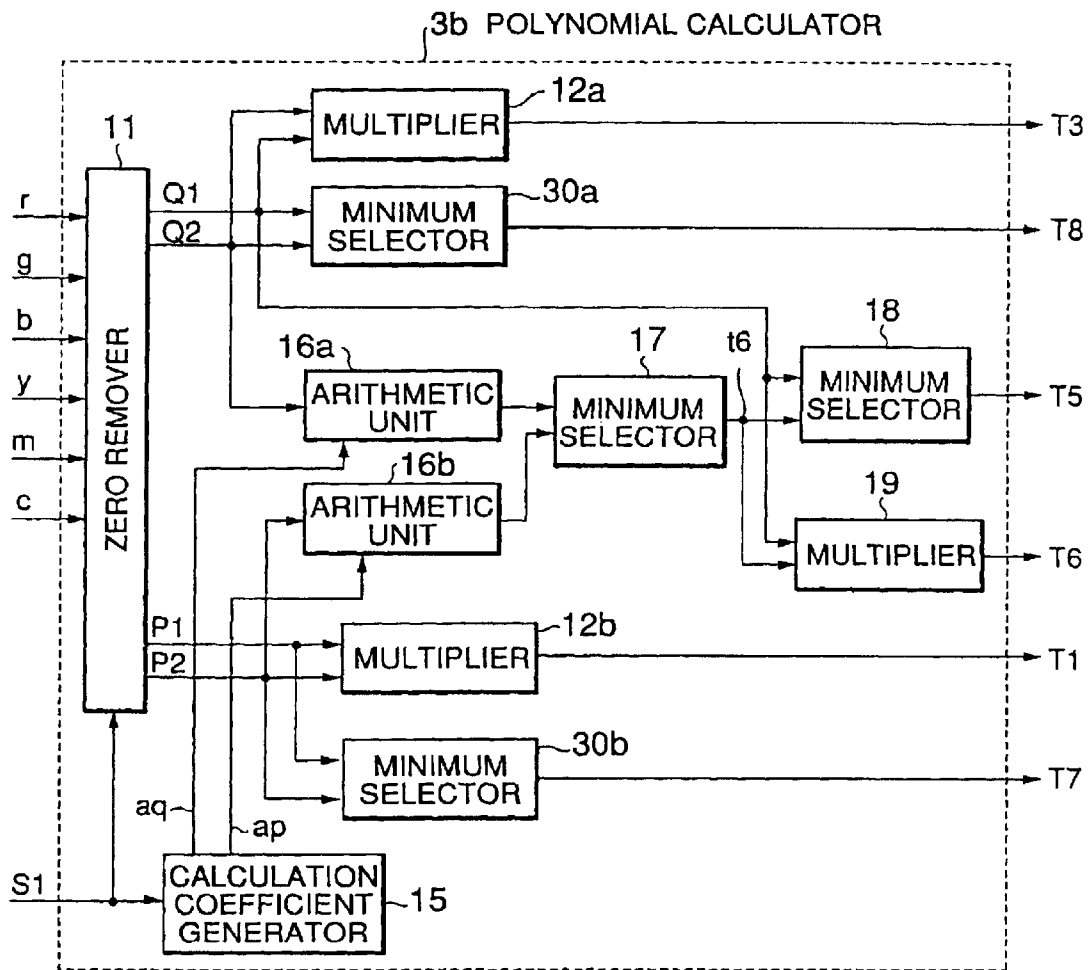 3b POLYNOMIAL CALCULATOR
12a
MULTIPLIER
T3
11
Q1
30a
r
MINIMUM
SELECTOR
Q2
T8
g
b
18
17
t6
16a
y
ARITHMETIC
UNIT
MINIMUM
SELECTOR
MINIMUM
SELECTOR
T5
ZERO REMOVER
m
16b
c
ARITHMETIC
UNIT
19
MULTIPLIER
T6
P1
12b
P2
MULTIPLIER
T1
30b
MINIMUM
SELECTOR
T7
aq
ap
S1
CALCULATION
COEFFICIENT
GENERATOR
15